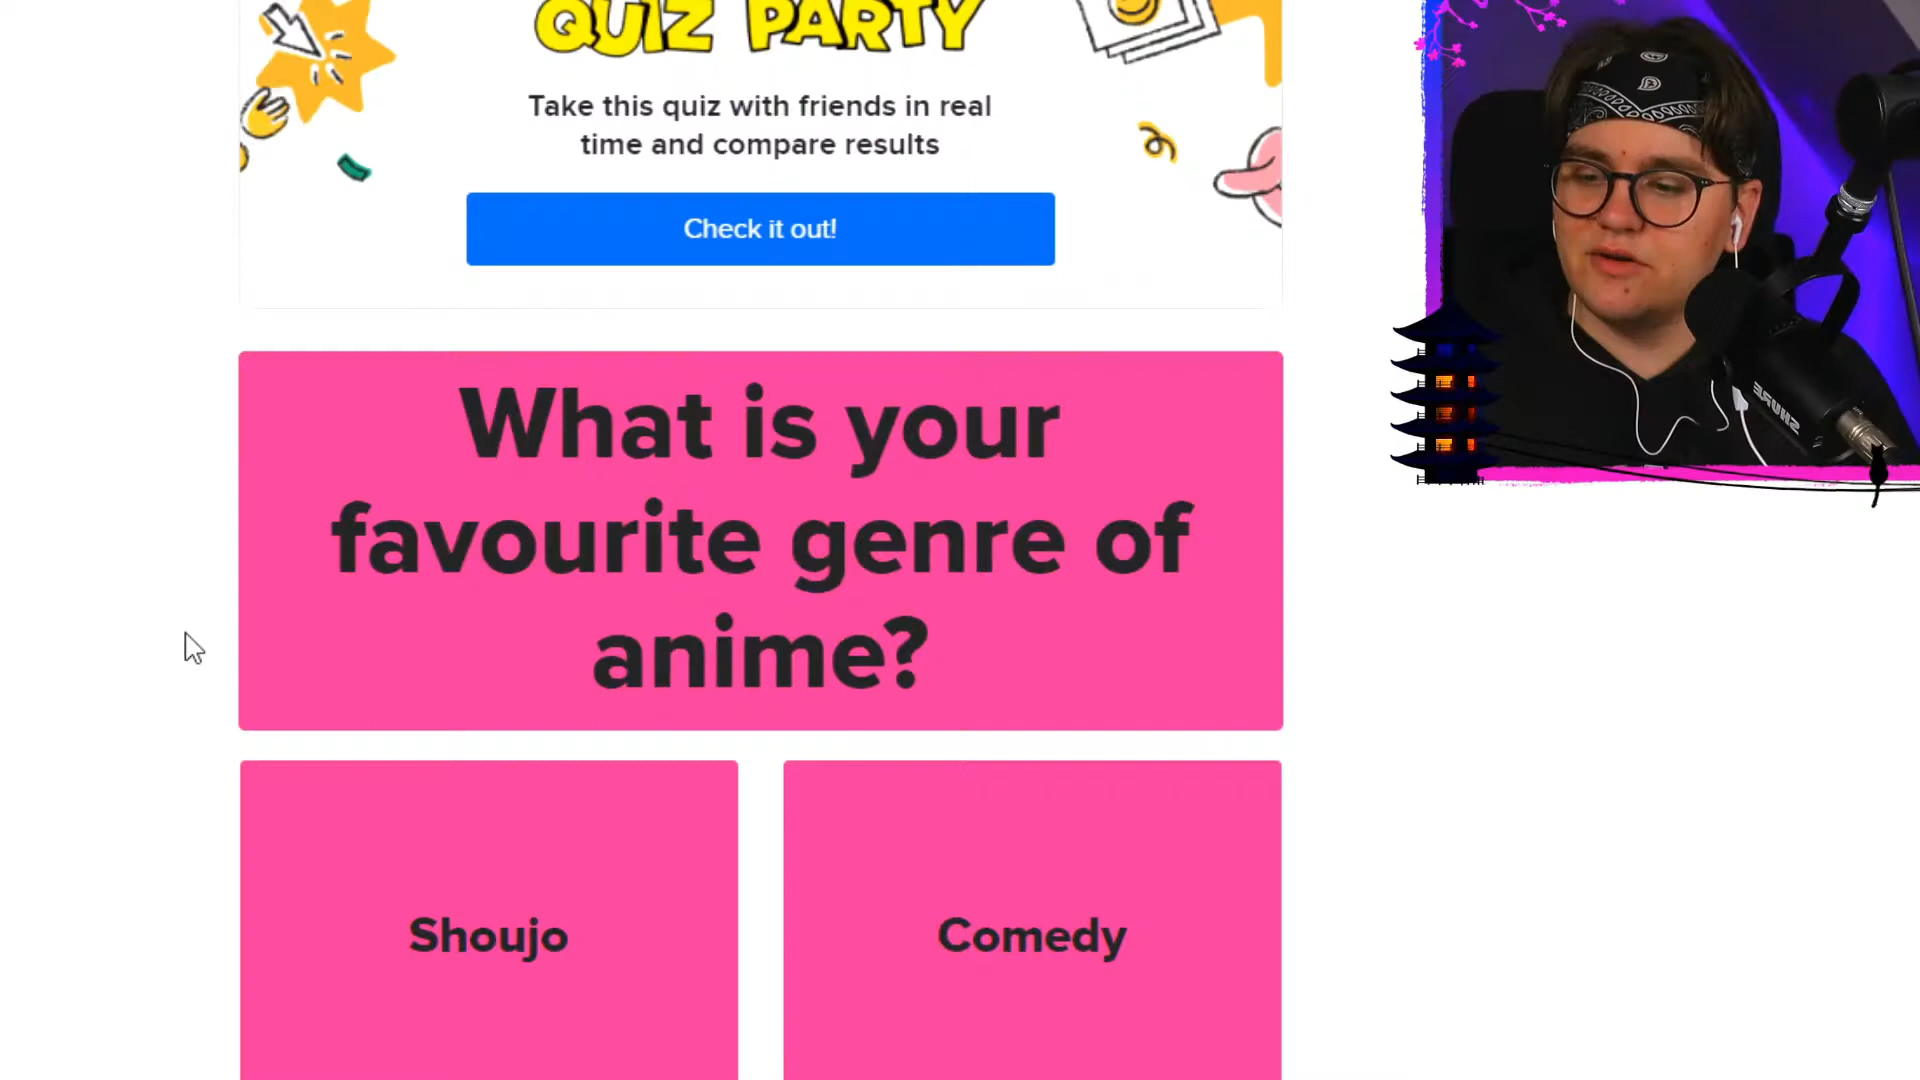 QUIZ PARTY
Take this quiz with friends in real
time and compare results
Check it out!
What is your
favourite genre of
anime?
Shoujo
Comedy
SHURE